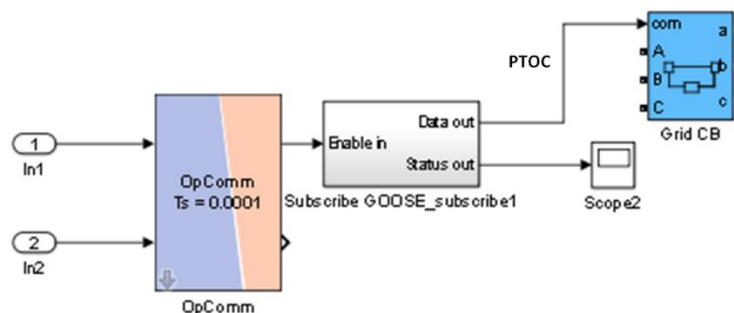 com
a
PTOC
A
B
b
C
c
Grid CB
1
In1
OpComm
Ts = 0.0001
Enable in
Data out
Status out
Subscribe GOOSE_subscribe1
Scope2
2
In2
OpComm